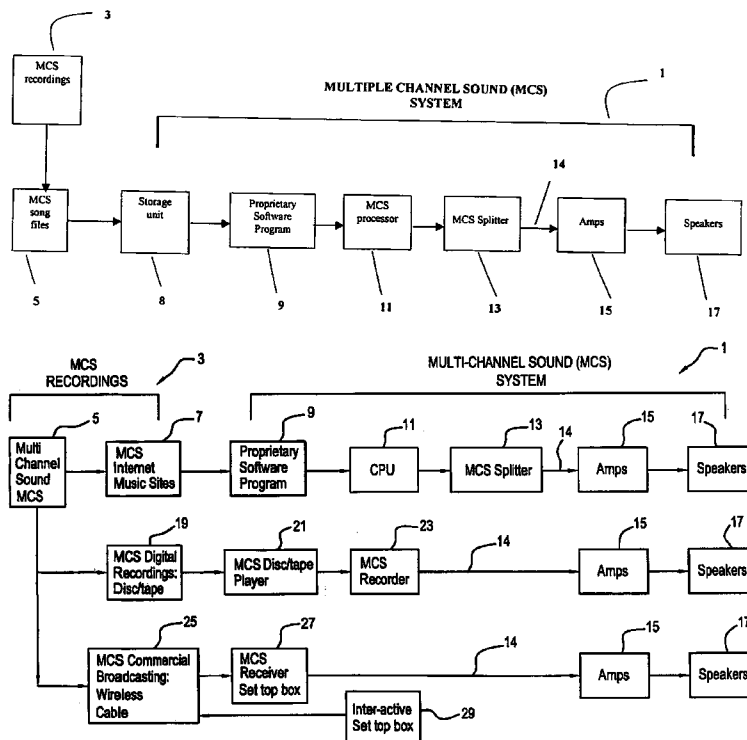 3
MCS
recordings
MULTIPLE CHANNEL SOUND (MCS)
SYSTEM
1
MCS
song
files
Storage
unit
Proprietary
Software
Program
MCS
processor
MCS Splitter
14
Amps
Speakers
5
8
9
11
13
15
17
MCS
RECORDINGS
3
MULTI-CHANNEL SOUND (MCS)
SYSTEM
1
5
Multi
Channel
Sound
MCS
7
MCS
Internet
Music Sites
9
Proprietary
Software
Program
11
CPU
13
MCS Splitter
14
15
Amps
17
Speakers
19
MCS Digital
Recordings:
Disc/tape
21
MCS Disc/tape
Player
23
MCS
Recorder
14
15
Amps
17
Speakers
25
MCS Commercial
Broadcasting:
Wireless
Cable
27
MCS
Receiver
Set top box
14
15
Amps
17
Speakers
Inter-active
Set top box
29